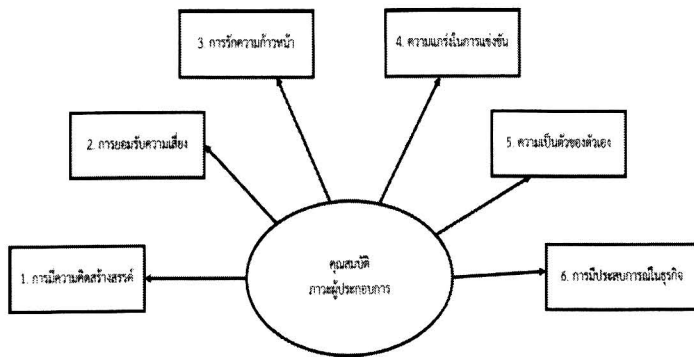 3. การรักความก้าวหน้า
4. ความแกร่งในการแข่งขัน
2. การยอมรับความเสี่ยง
5. ความเป็นตัวของตัวเอง
1. การมีความคิดสร้างสรรค์
คุณสมบัติ
ภาวะผู้ประกอบการ
6. การมีประสบการณ์ในธุรกิจ